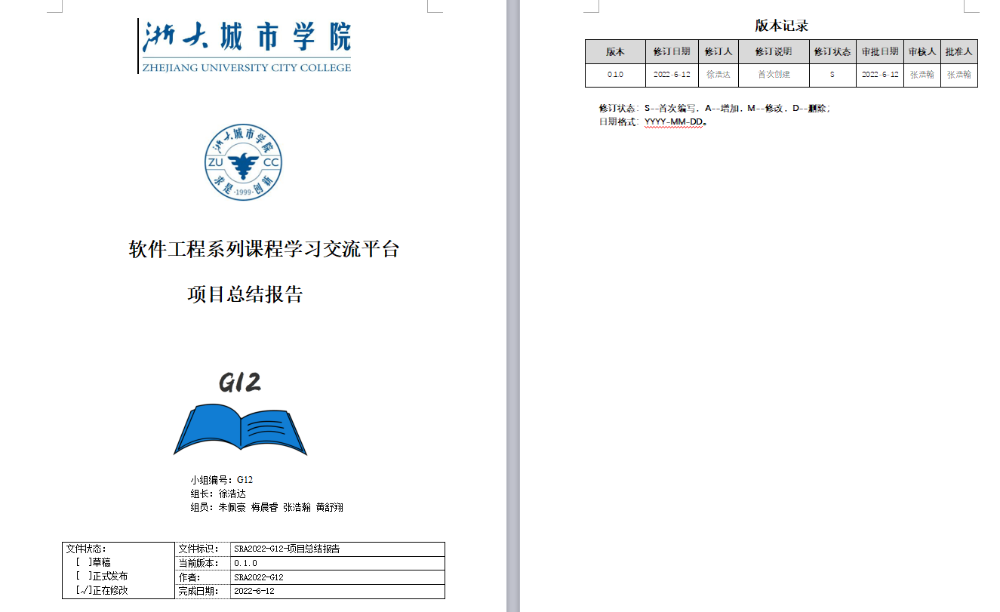 浙大城市学院
ZHEJIANG UNIVERSITY CITY COLLEGE
浙大城市学院
ZU CC
求是 ·1999· 创新
软件工程系列课程学习交流平台
项目总结报告
G12
小组编号：G12
组长：徐浩达
组员：朱佩豪 梅晨睿 张浩瀚 黄舒翔
文件状态：
[ ]草稿
[ ]正式发布
[√]正在修改
文件标识： SRA2022-G12-项目总结报告
当前版本： 0.1.0
作者： SRA2022-G12
完成日期： 2022-6-12
版本记录
版本 修订日期 修订人 修订说明 修订状态 审批日期 审核人 批准人
0.1.0 2022-6-12 徐浩达 首次创建 S 2022-6-12 张浩瀚 张浩瀚
修订状态：S--首次编写，A--增加，M--修改，D--删除；
日期格式：YYYY-MM-DD。